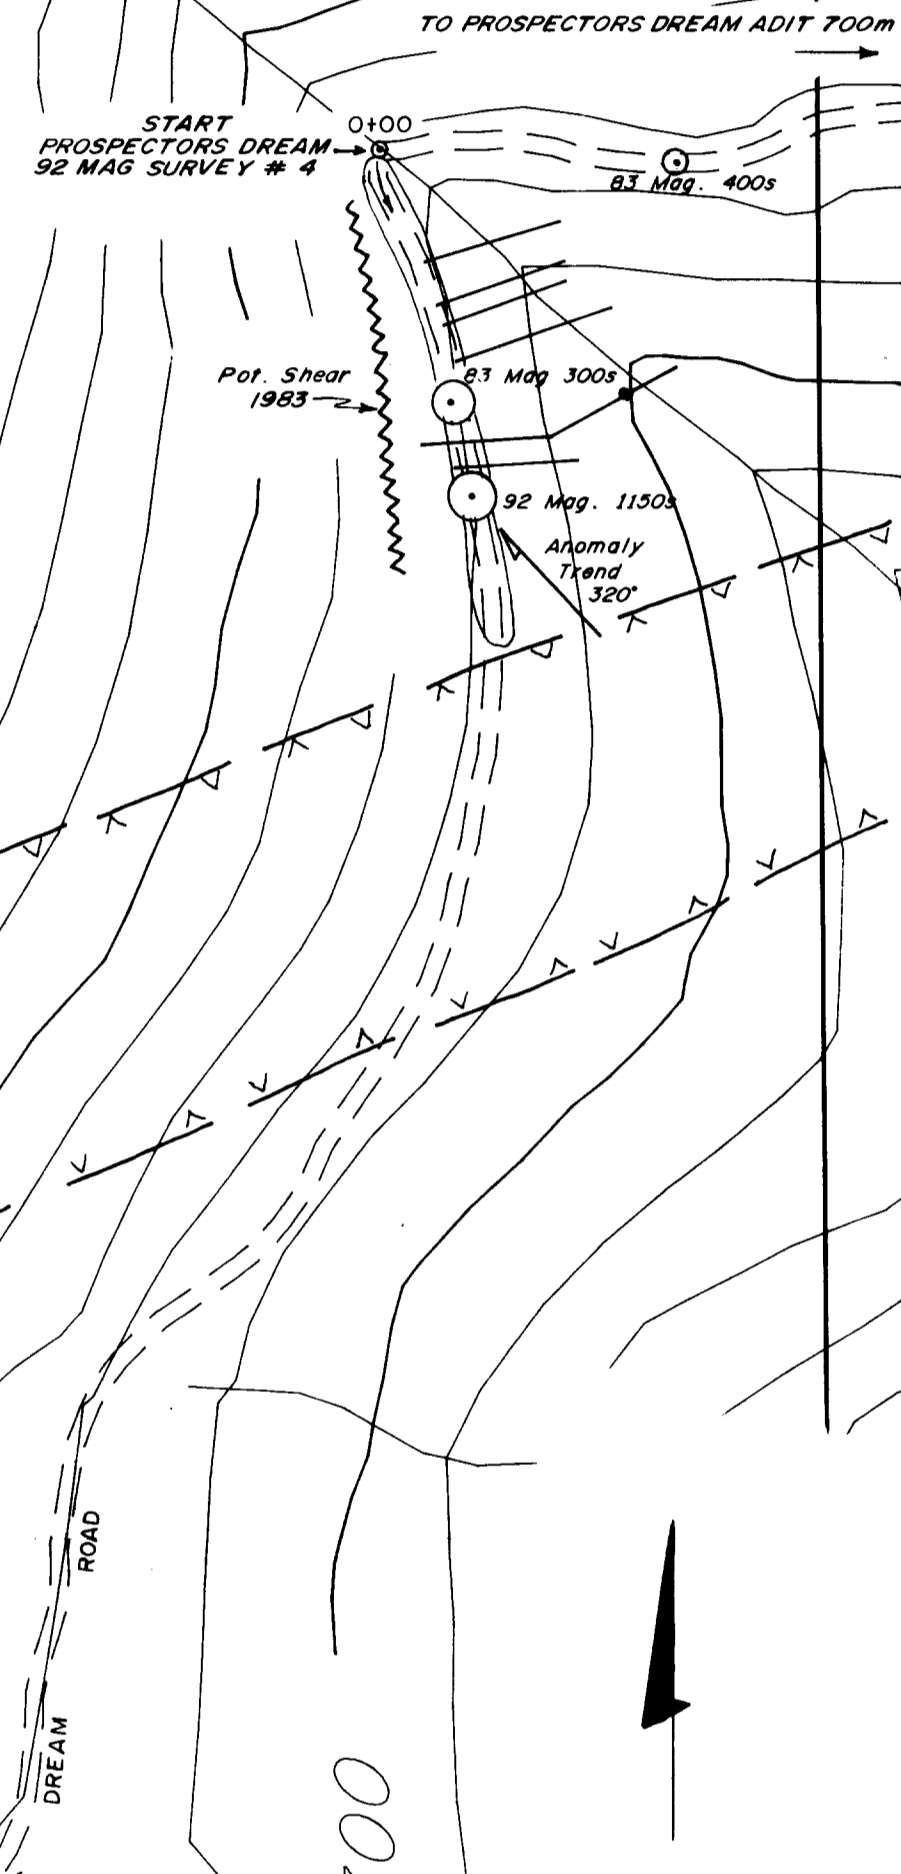 TO PROSPECTORS DREAM ADIT 700m
START
PROSPECTORS DREAM
92 MAG SURVEY # 4
0+00
83 Mag. 400s
Pot. Shear
1983
83 Mag 300s
92 Mag. 1150s
Anomaly
Trend
320°
ROAD
DREAM
00